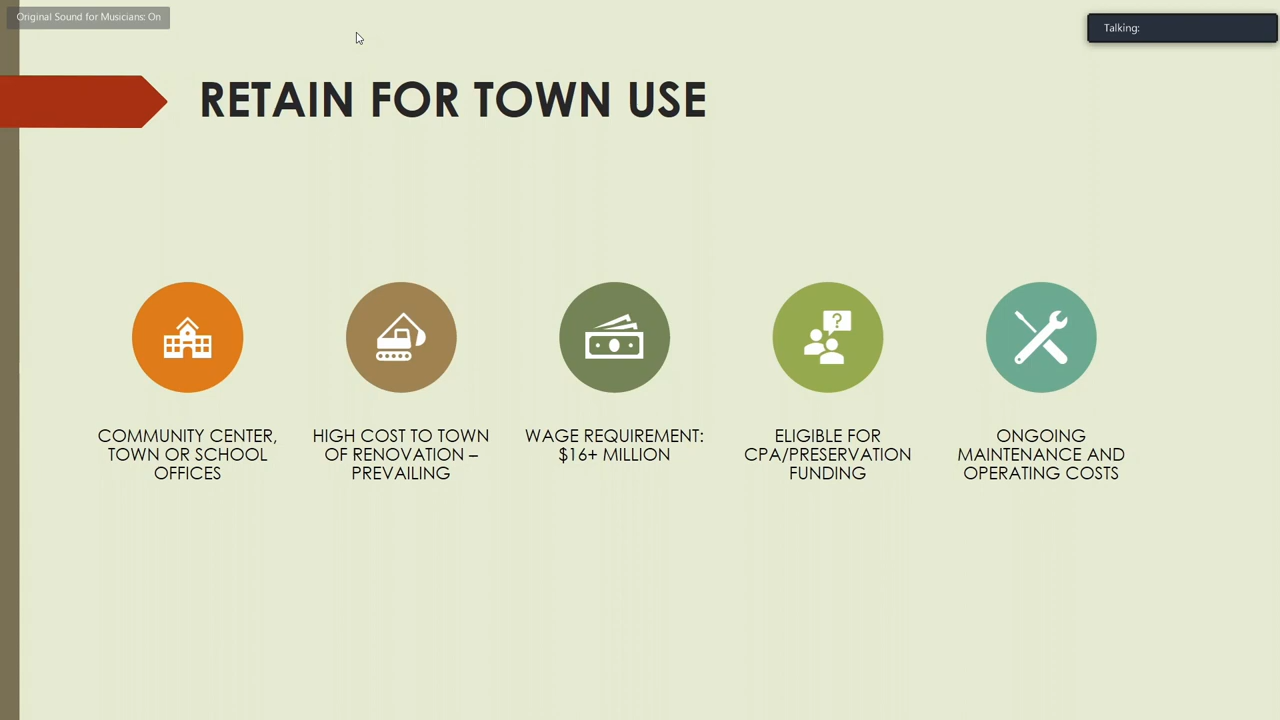 Original Sound for Musicians: On
Talking:
RETAIN FOR TOWN USE
COMMUNITY CENTER,
TOWN OR SCHOOL
OFFICES
HIGH COST TO TOWN
OF RENOVATION –
PREVAILING
WAGE REQUIREMENT:
$16+ MILLION
?
ELIGIBLE FOR
CPA/PRESERVATION
FUNDING
ONGOING
MAINTENANCE AND
OPERATING COSTS